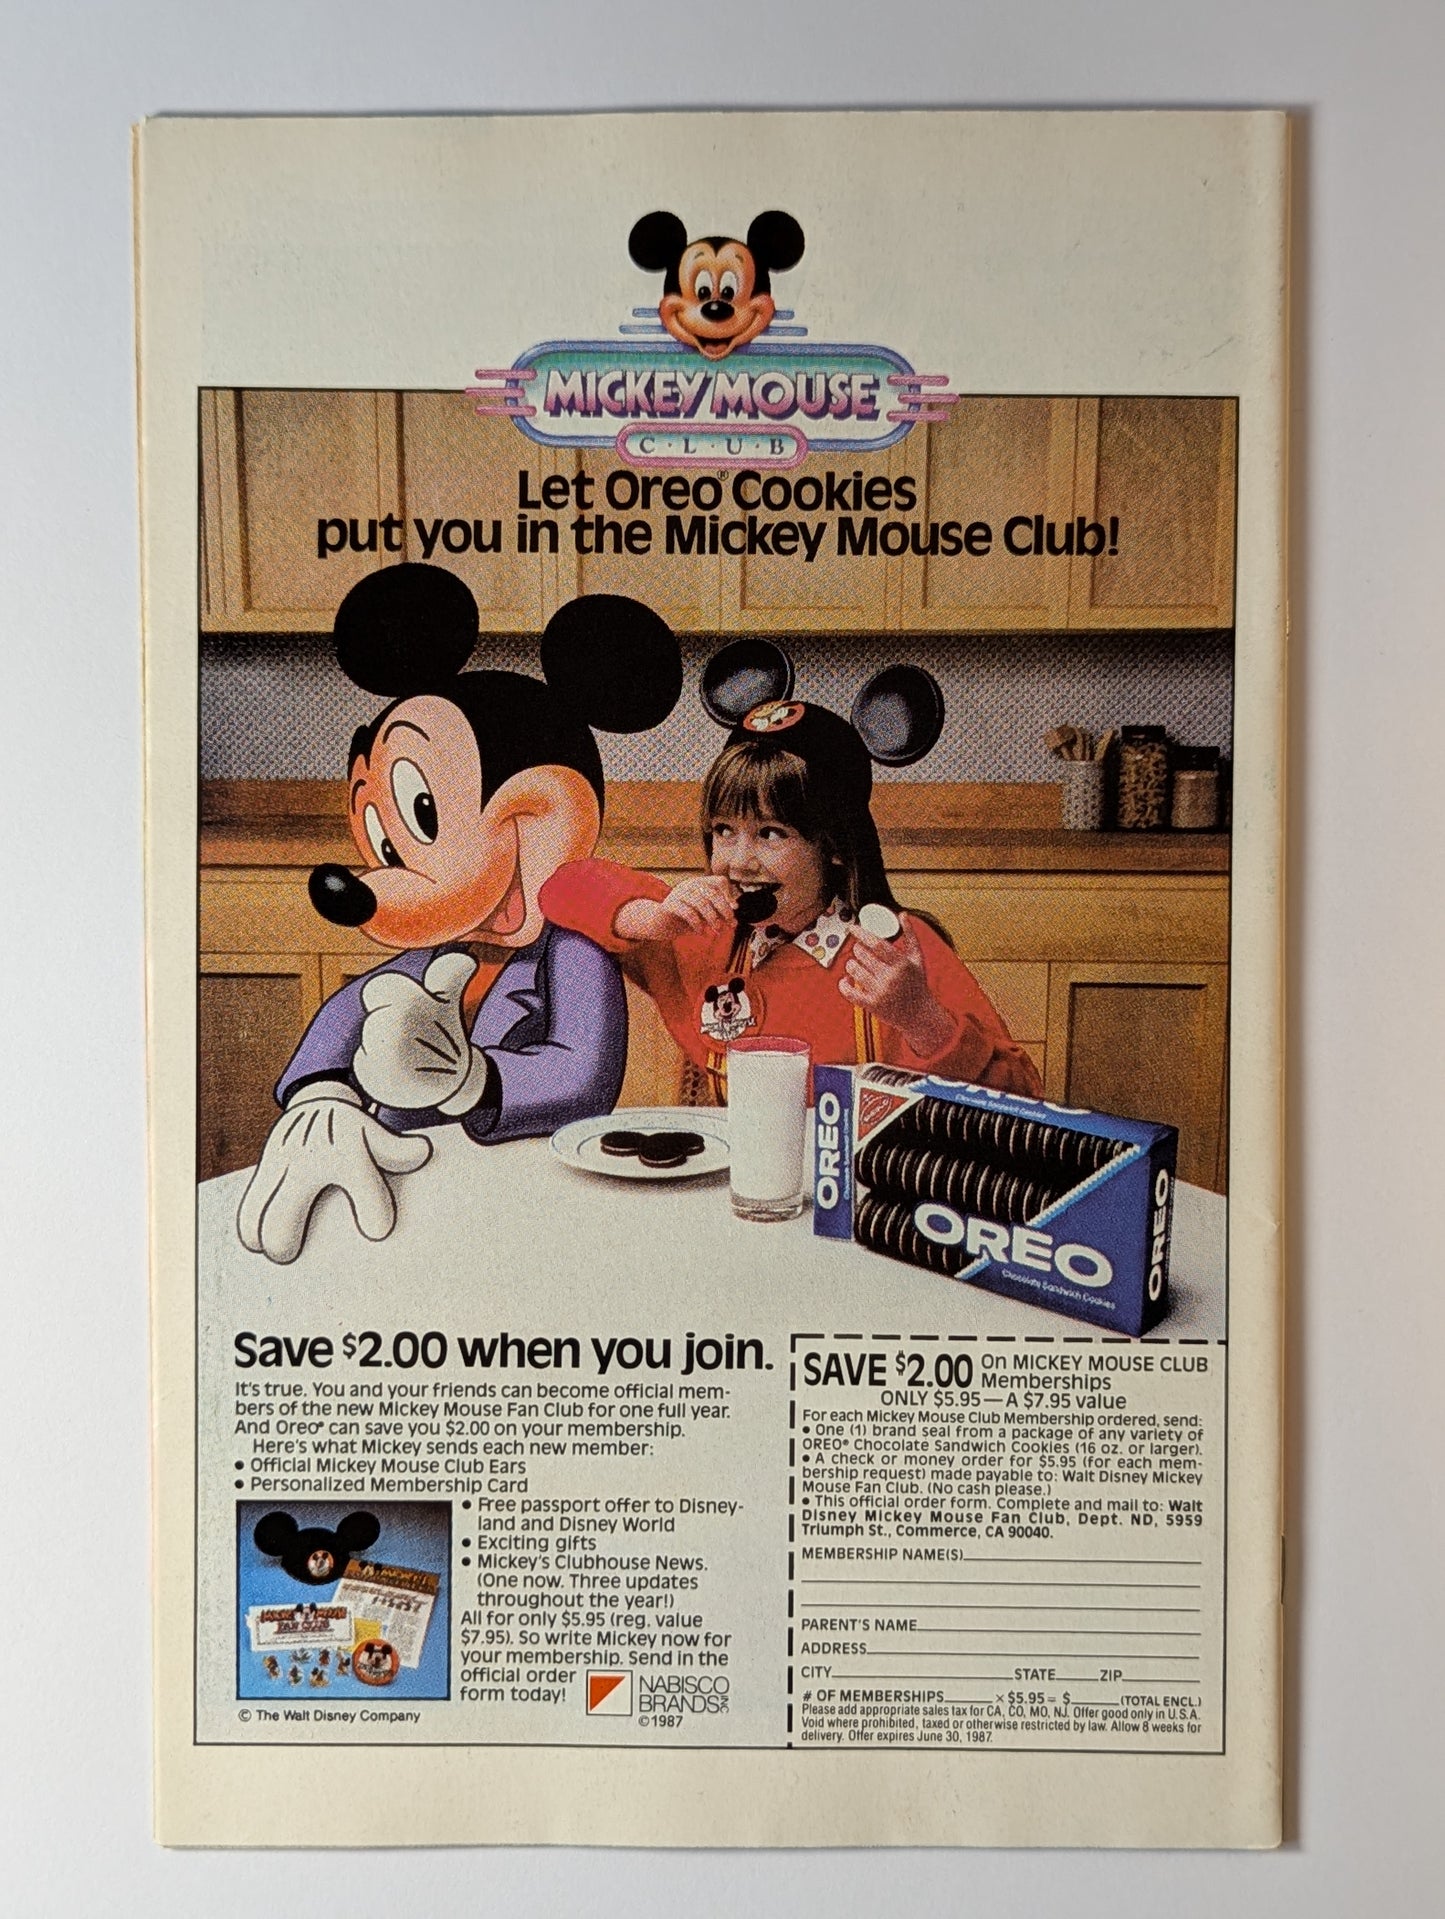 MICKEY MOUSE
C·L·U·B
Let Oreo® Cookies
put you in the Mickey Mouse Club!
OREO
Chocolate Sandwich Cookies
OREO
Chocolate Sandwich Cookies
OREO
Save $2.00 when you join.
It's true. You and your friends can become official mem-
bers of the new Mickey Mouse Fan Club for one full year.
And Oreo® can save you $2.00 on your membership.
Here's what Mickey sends each new member:
• Official Mickey Mouse Club Ears
• Personalized Membership Card
• Free passport offer to Disney-
land and Disney World
• Exciting gifts
• Mickey's Clubhouse News.
(One now. Three updates
throughout the year!)
All for only $5.95 (reg. value
$7.95). So write Mickey now for
your membership. Send in the
official order
form today!
MICKEY MOUSE
FAN CLUB
© The Walt Disney Company
NABISCO
BRANDS INC
©1987
SAVE $2.00 On MICKEY MOUSE CLUB
Memberships
ONLY $5.95—A $7.95 value
For each Mickey Mouse Club Membership ordered, send:
• One (1) brand seal from a package of any variety of
OREO® Chocolate Sandwich Cookies (16 oz. or larger).
• A check or money order for $5.95 (for each mem-
bership request) made payable to: Walt Disney Mickey
Mouse Fan Club. (No cash please.)
• This official order form. Complete and mail to: Walt
Disney Mickey Mouse Fan Club, Dept. ND, 5959
Triumph St., Commerce, CA 90040.
MEMBERSHIP NAME(S)
PARENT'S NAME
ADDRESS
CITY STATE ZIP
# OF MEMBERSHIPS × $5.95 = $ (TOTAL ENCL.)
Please add appropriate sales tax for CA, CO, MO, NJ. Offer good only in U.S.A.
Void where prohibited, taxed or otherwise restricted by law. Allow 8 weeks for
delivery. Offer expires June 30, 1987.